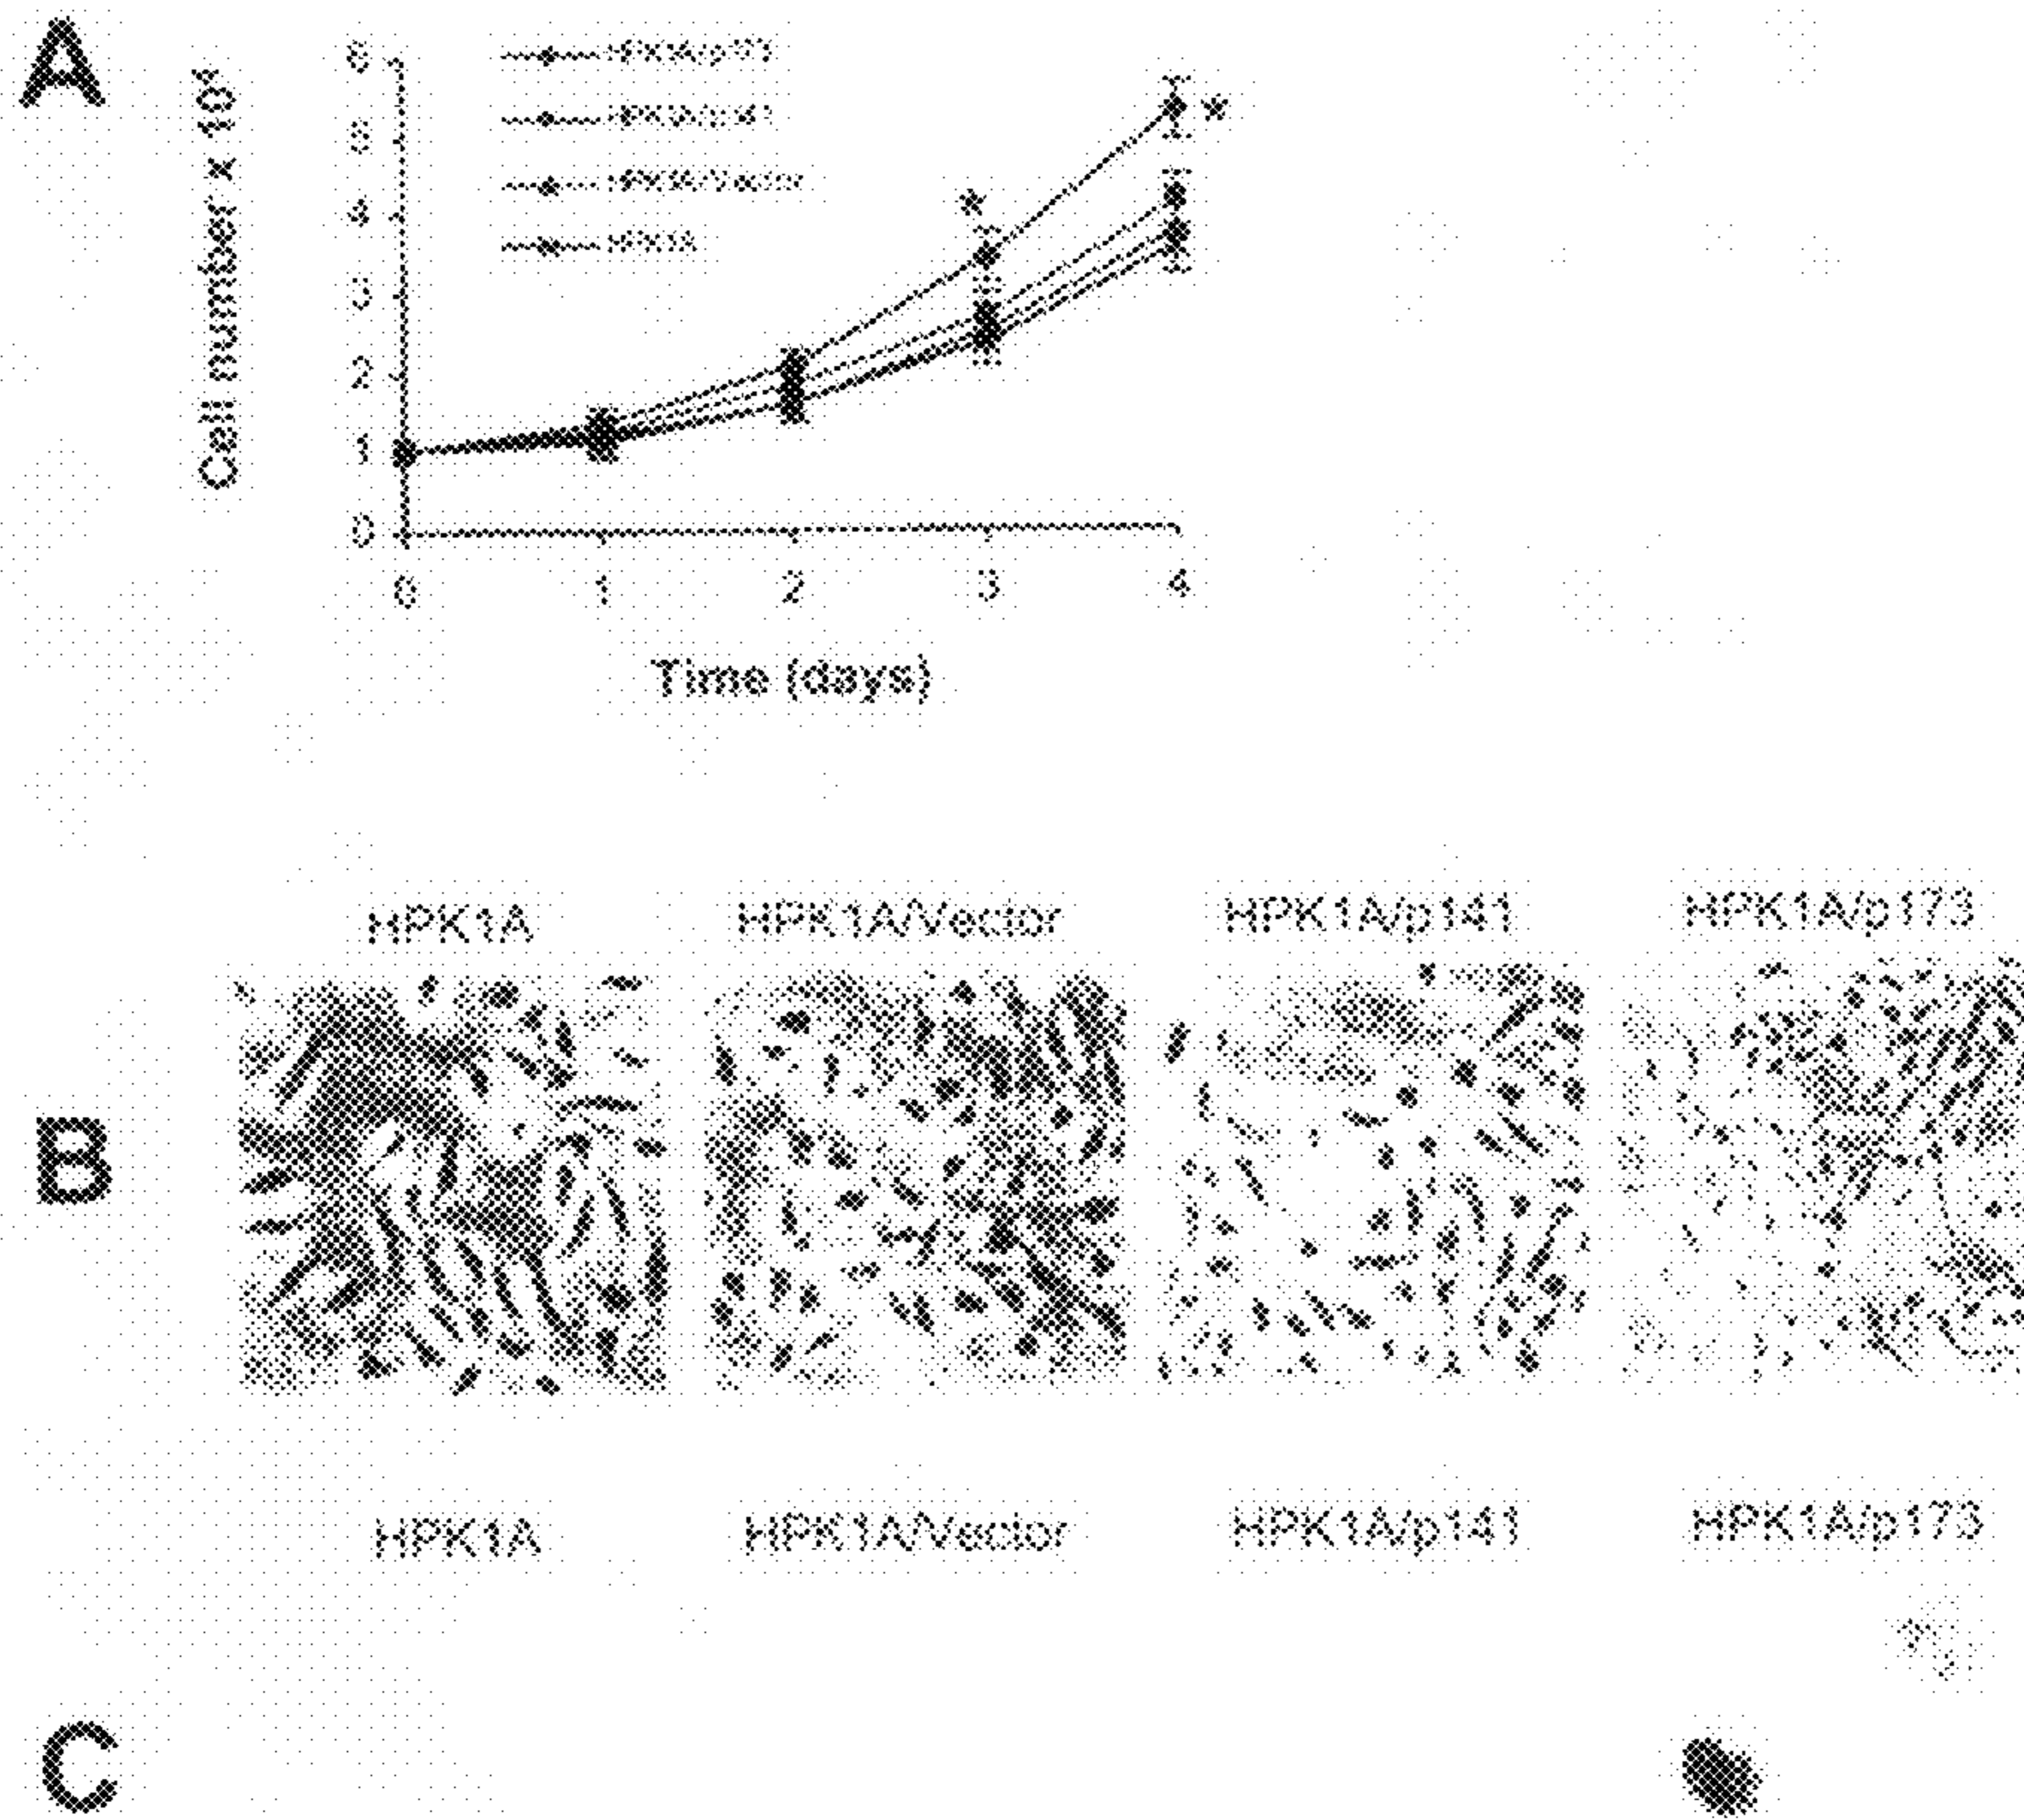 A
Cell number x 10⁴
6
5
4
3
2
1
0
0 1 2 3 4
Time (days)
*
*
B
HPK1A HPK1A/Vector HPK1A/p141 HPK1A/p173
HPK1A HPK1A/Vector HPK1A/p141 HPK1A/p173
C